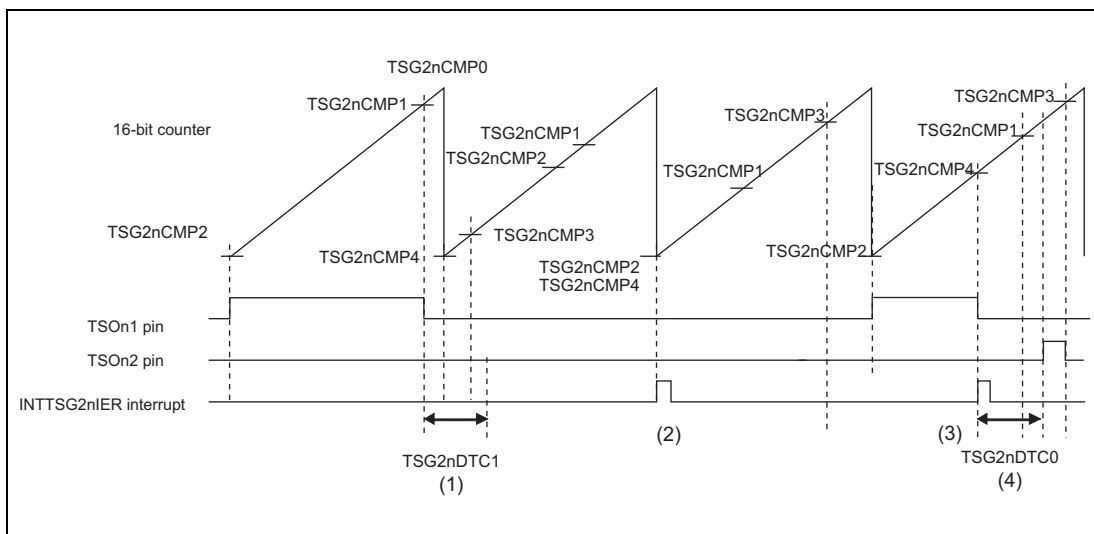 TSG2nCMP0
TSG2nCMP1
TSG2nCMP3
16-bit counter
TSG2nCMP1
TSG2nCMP3
TSG2nCMP1
TSG2nCMP2
TSG2nCMP4
TSG2nCMP1
TSG2nCMP2
TSG2nCMP3
TSG2nCMP4
TSG2nCMP2
TSG2nCMP2
TSG2nCMP4
TSOn1 pin
TSOn2 pin
INTTSG2nIER interrupt
(2)
(3)
TSG2nDTC1
TSG2nDTC0
(1)
(4)